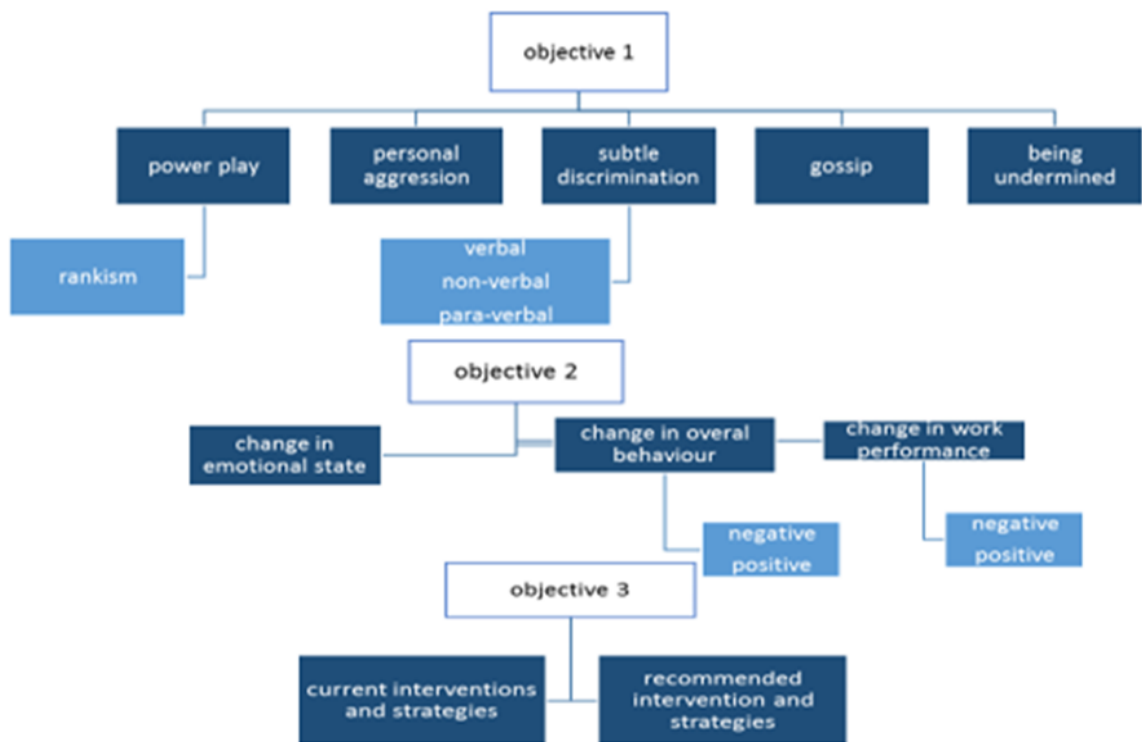 objective 1
power play
personal
aggression
subtle
discrimination
gossip
being
undermined
rankism
verbal
non-verbal
para-verbal
objective 2
change in
emotional state
change in overal
behaviour
change in work
performance
negative
positive
negative
positive
objective 3
current interventions
and strategies
recommended
intervention and
strategies